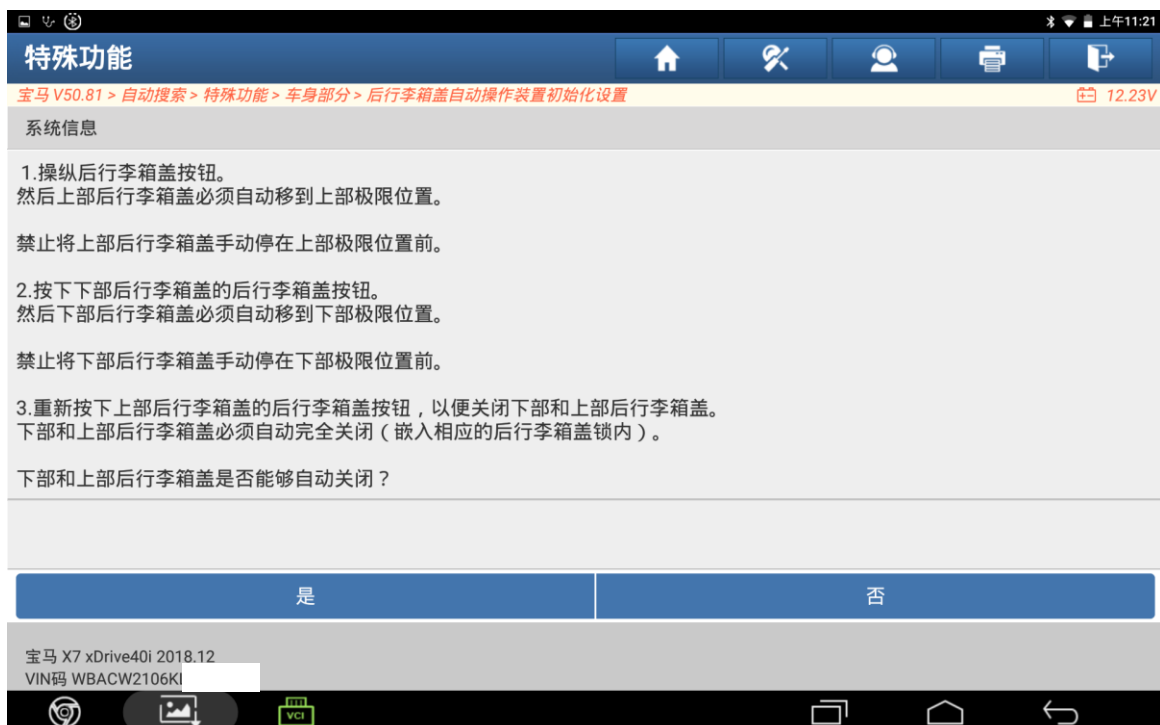 上午11:21
特殊功能
宝马 V50.81 > 自动搜索 > 特殊功能 > 车身部分 > 后行李箱盖自动操作装置初始化设置
12.23V
系统信息
1.操纵后行李箱盖按钮。
然后上部后行李箱盖必须自动移到上部极限位置。
禁止将上部后行李箱盖手动停在上部极限位置前。
2.按下下部后行李箱盖的后行李箱盖按钮。
然后下部后行李箱盖必须自动移到下部极限位置。
禁止将下部后行李箱盖手动停在下部极限位置前。
3.重新按下上部后行李箱盖的后行李箱盖按钮，以便关闭下部和上部后行李箱盖。
下部和上部后行李箱盖必须自动完全关闭（嵌入相应的后行李箱盖锁内）。
下部和上部后行李箱盖是否能够自动关闭？
是
否
宝马 X7 xDrive40i 2018.12
VIN码 WBACW2106K
VCI